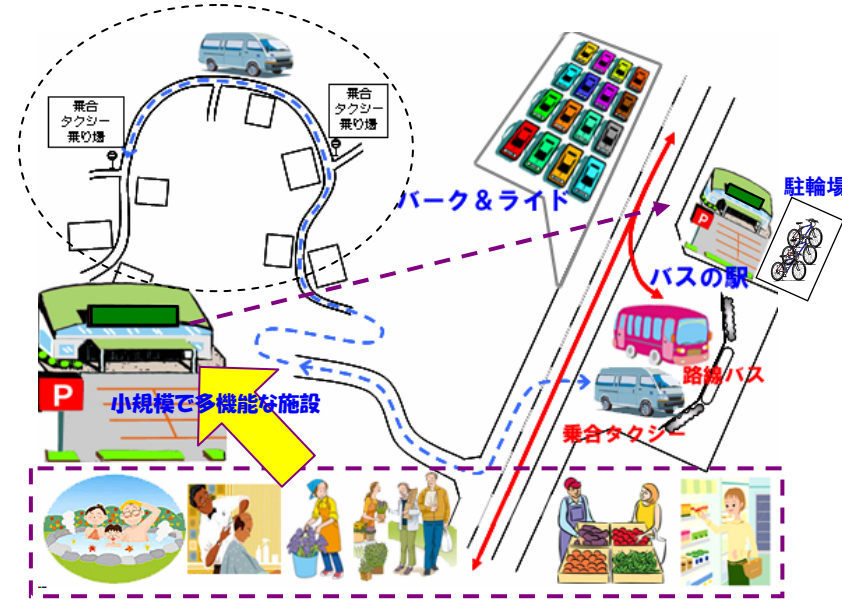 乗合
タクシー
乗り場
乗合
タクシー
乗り場
パーク&ライド
駐輪場
P
バスの駅
路線バス
乗合タクシー
P
小規模で多機能な施設